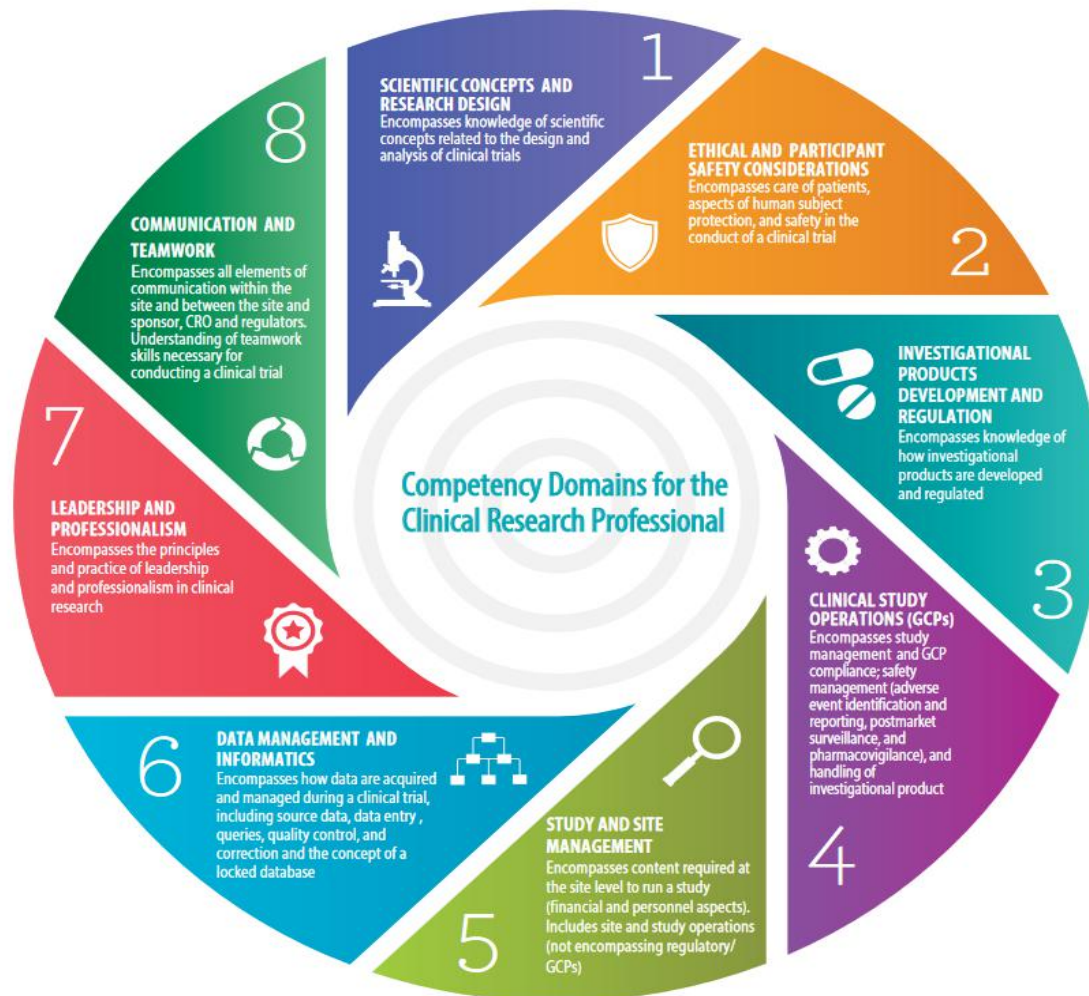 1
SCIENTIFIC CONCEPTS AND
RESEARCH DESIGN
Encompasses knowledge of scientific
concepts related to the design and
analysis of clinical trials
ETHICAL AND PARTICIPANT
SAFETY CONSIDERATIONS
Encompasses care of patients,
aspects of human subject
protection, and safety in the
conduct of a clinical trial
2
INVESTIGATIONAL
PRODUCTS
DEVELOPMENT AND
REGULATION
Encompasses knowledge of
how investigational
products are developed
and regulated
3
CLINICAL STUDY
OPERATIONS (GCPs)
Encompasses study
management and GCP
compliance; safety
management (adverse
event identification and
reporting, postmarket
surveillance, and
pharmacovigilance), and
handling of
investigational product
4
STUDY AND SITE
MANAGEMENT
Encompasses content required at
the site level to run a study
(financial and personnel aspects).
Includes site and study operations
(not encompassing regulatory/
GCPs)
5
6
DATA MANAGEMENT AND
INFORMATICS
Encompasses how data are acquired
and managed during a clinical trial,
including source data, data entry ,
queries, quality control, and
correction and the concept of a
locked database
7
LEADERSHIP AND
PROFESSIONALISM
Encompasses the principles
and practice of leadership
and professionalism in clinical
research
8
COMMUNICATION AND
TEAMWORK
Encompasses all elements of
communication within the
site and between the site and
sponsor, CRO and regulators.
Understanding of teamwork
skills necessary for
conducting a clinical trial
Competency Domains for the
Clinical Research Professional